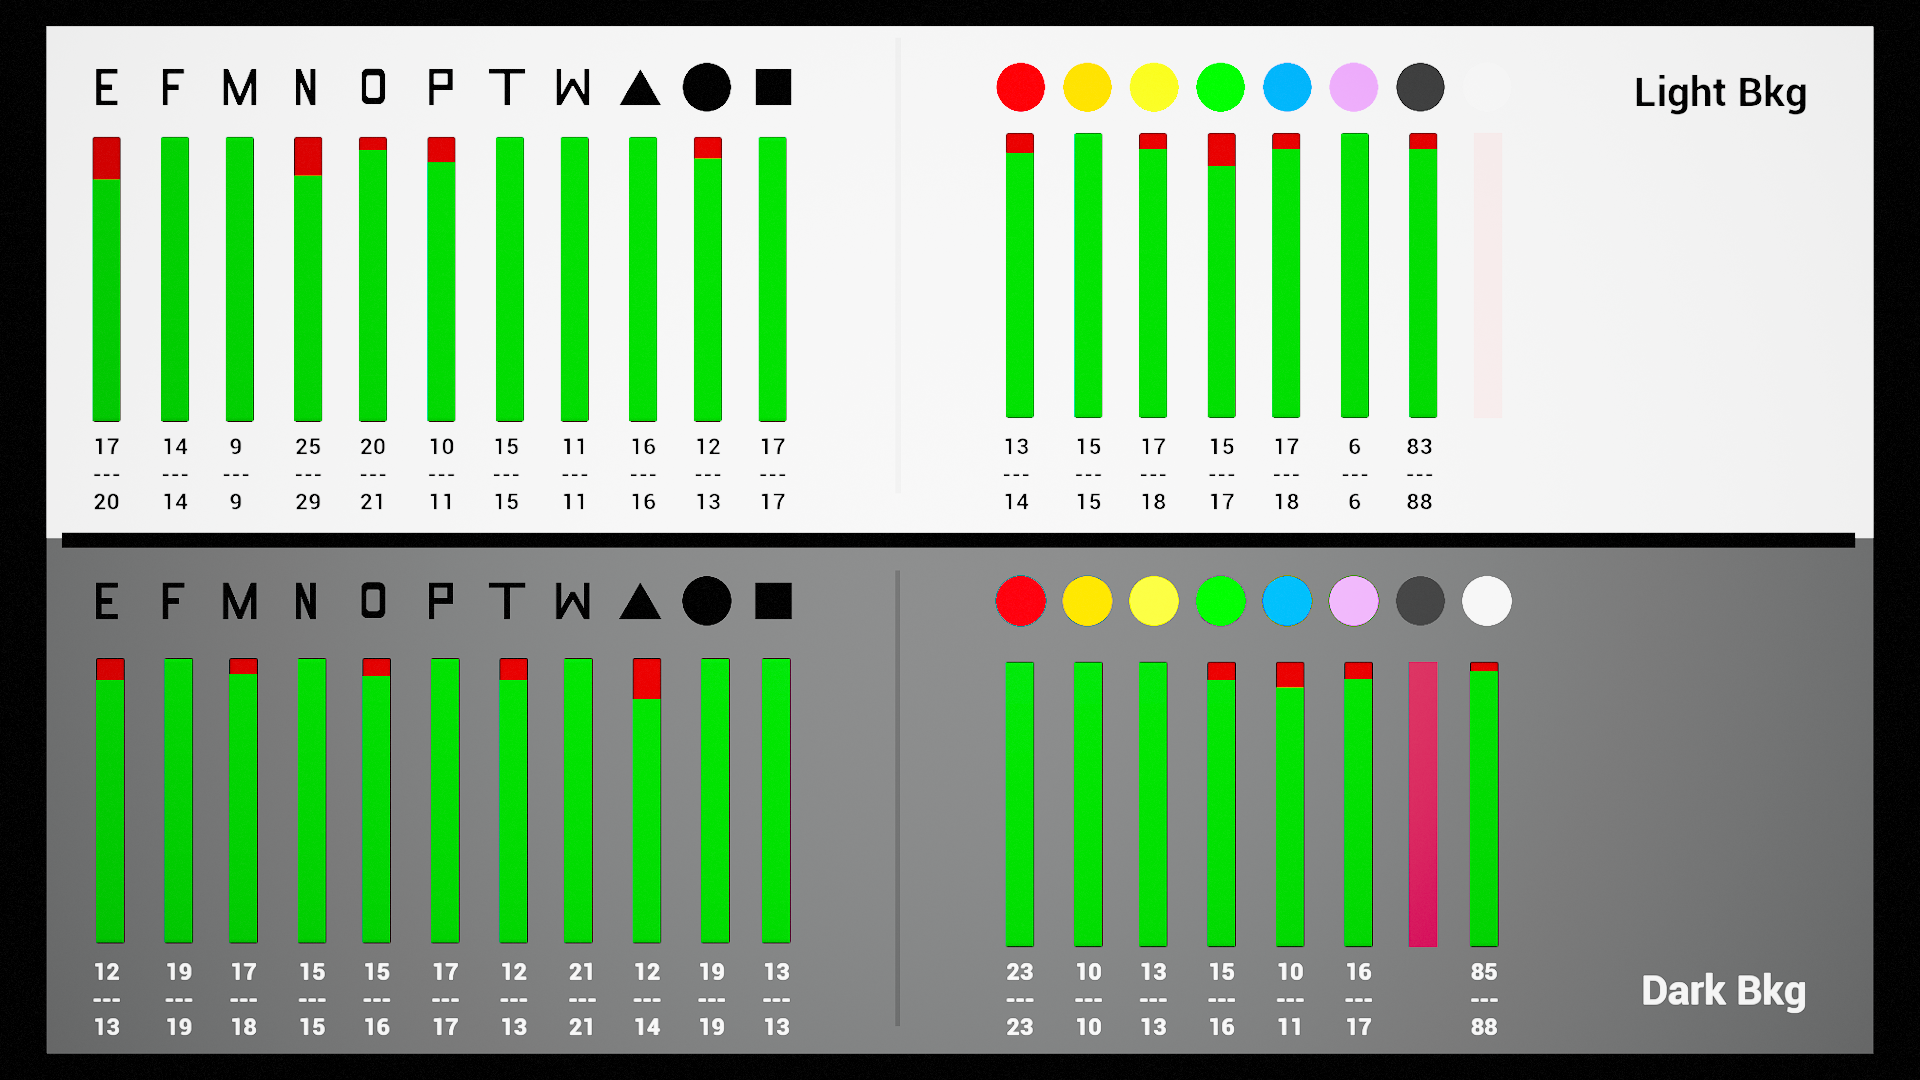 E F M N O P T W
Light Bkg
17 14 9 25 20 10 15 11 16 12 17 13 15 17 15 17 6 83
--- --- --- --- --- --- --- --- --- --- --- --- --- --- --- --- --- ---
20 14 9 29 21 11 15 11 16 13 17 14 15 18 17 18 6 88
E F M N O P T W
12 19 17 15 15 17 12 21 12 19 13 23 10 13 15 10 16 85
--- --- --- --- --- --- --- --- --- --- --- --- --- --- --- --- --- ---
13 19 18 15 16 17 13 21 14 19 13 23 10 13 16 11 17 88
Dark Bkg